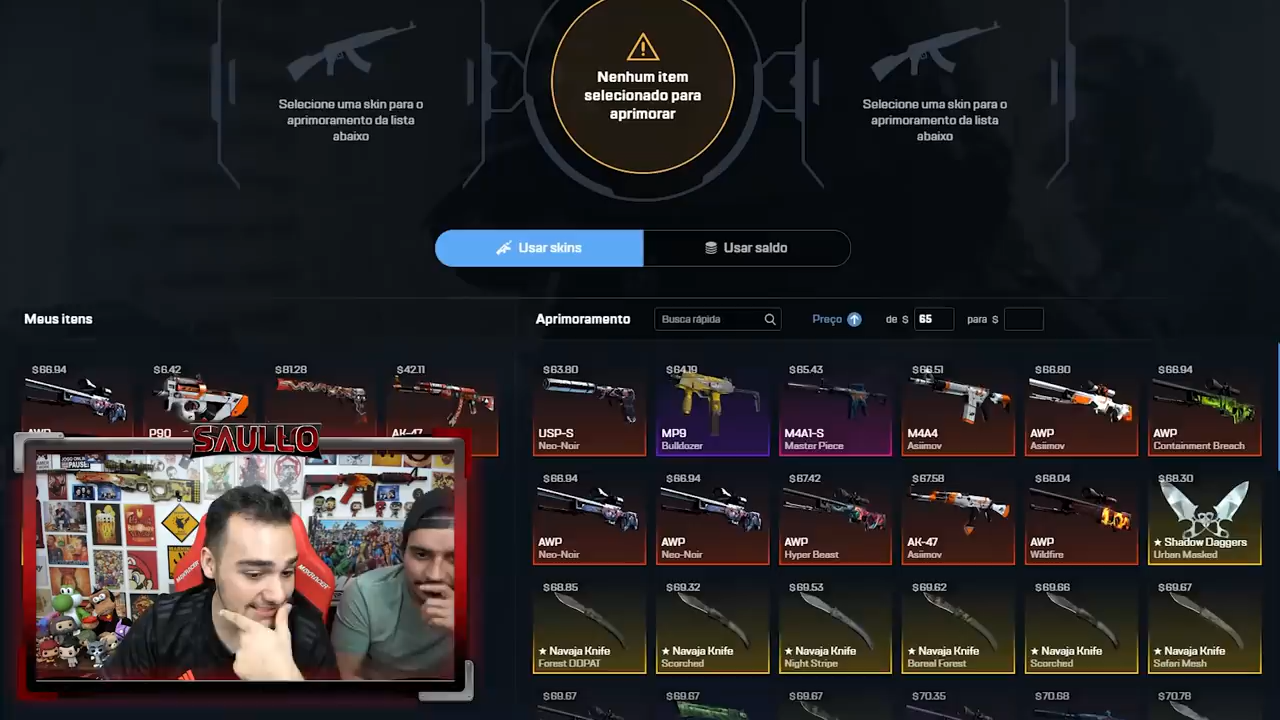 Selecione uma skin para o
aprimoramento da lista
abaixo
Nenhum item
selecionado para
aprimorar
Selecione uma skin para o
aprimoramento da lista
abaixo
Usar skins
Usar saldo
Meus itens
Aprimoramento
Busca rápida
Preço
de $ 65
para $
$66.94
$6.42
$61.28
$42.11
AWP
P90
AK-47
SAULLO
$63.80
$64.19
$65.43
$66.51
$66.80
$66.94
USP-S
MP9
M4A1-S
M4A4
AWP
AWP
Neo-Noir
Bulldozer
Master Piece
Asiimov
Asiimov
Containment Breach
$66.94
$66.94
$67.42
$67.58
$68.04
$68.30
AWP
AWP
AWP
AK-47
AWP
★ Shadow Daggers
Neo-Noir
Neo-Noir
Hyper Beast
Asiimov
Wildfire
Urban Masked
$68.85
$69.32
$69.53
$69.62
$69.66
$69.67
★ Navaja Knife
★ Navaja Knife
★ Navaja Knife
★ Navaja Knife
★ Navaja Knife
★ Navaja Knife
Forest DDPAT
Scorched
Night Stripe
Boreal Forest
Scorched
Safari Mesh
$69.67
$69.67
$69.67
$70.35
$70.68
$70.78